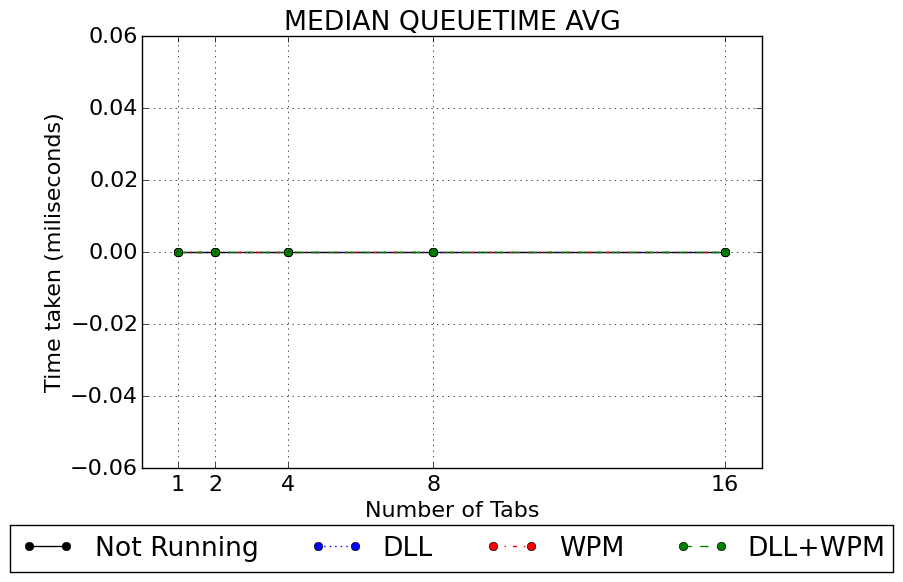 MEDIAN QUEUETIME AVG
0.06
0.04
0.02
0.00
−0.02
−0.04
−0.06
Time taken (miliseconds)
1 2 4 8 16
Number of Tabs
Not Running DLL WPM DLL+WPM